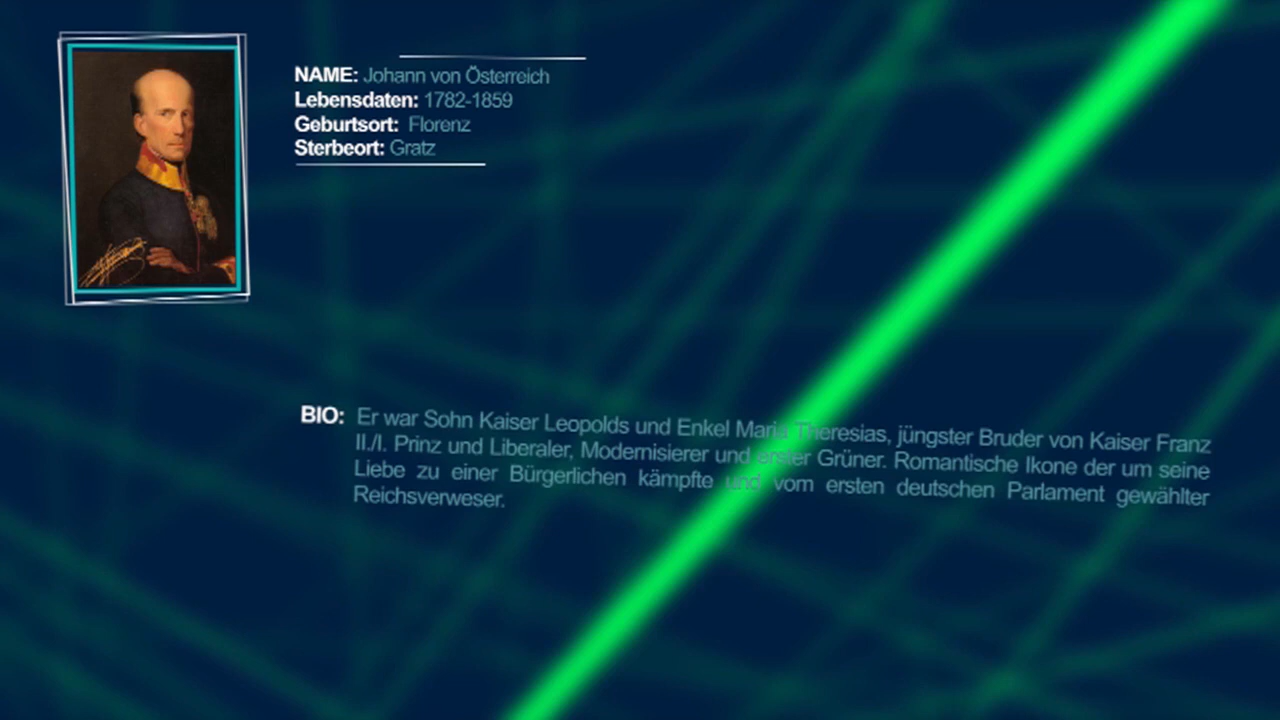 NAME: Johann von Österreich
Lebensdaten: 1782-1859
Geburtsort: Florenz
Sterbeort: Gratz
BIO: Er war Sohn Kaiser Leopolds und Enkel Maria Theresias, jüngster Bruder von Kaiser Franz
II./I. Prinz und Liberaler, Modernisierer und erster Grüner. Romantische Ikone der um seine
Liebe zu einer Bürgerlichen kämpfte und vom ersten deutschen Parlament gewählter
Reichsverweser.